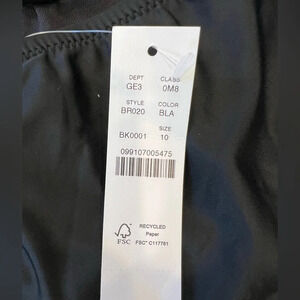 DEPT CLASS
GE3 0M8
STYLE COLOR
BR020 BLA
SIZE
BK0001 10
099107005475
RECYCLED
Paper
FSC FSC® C117761